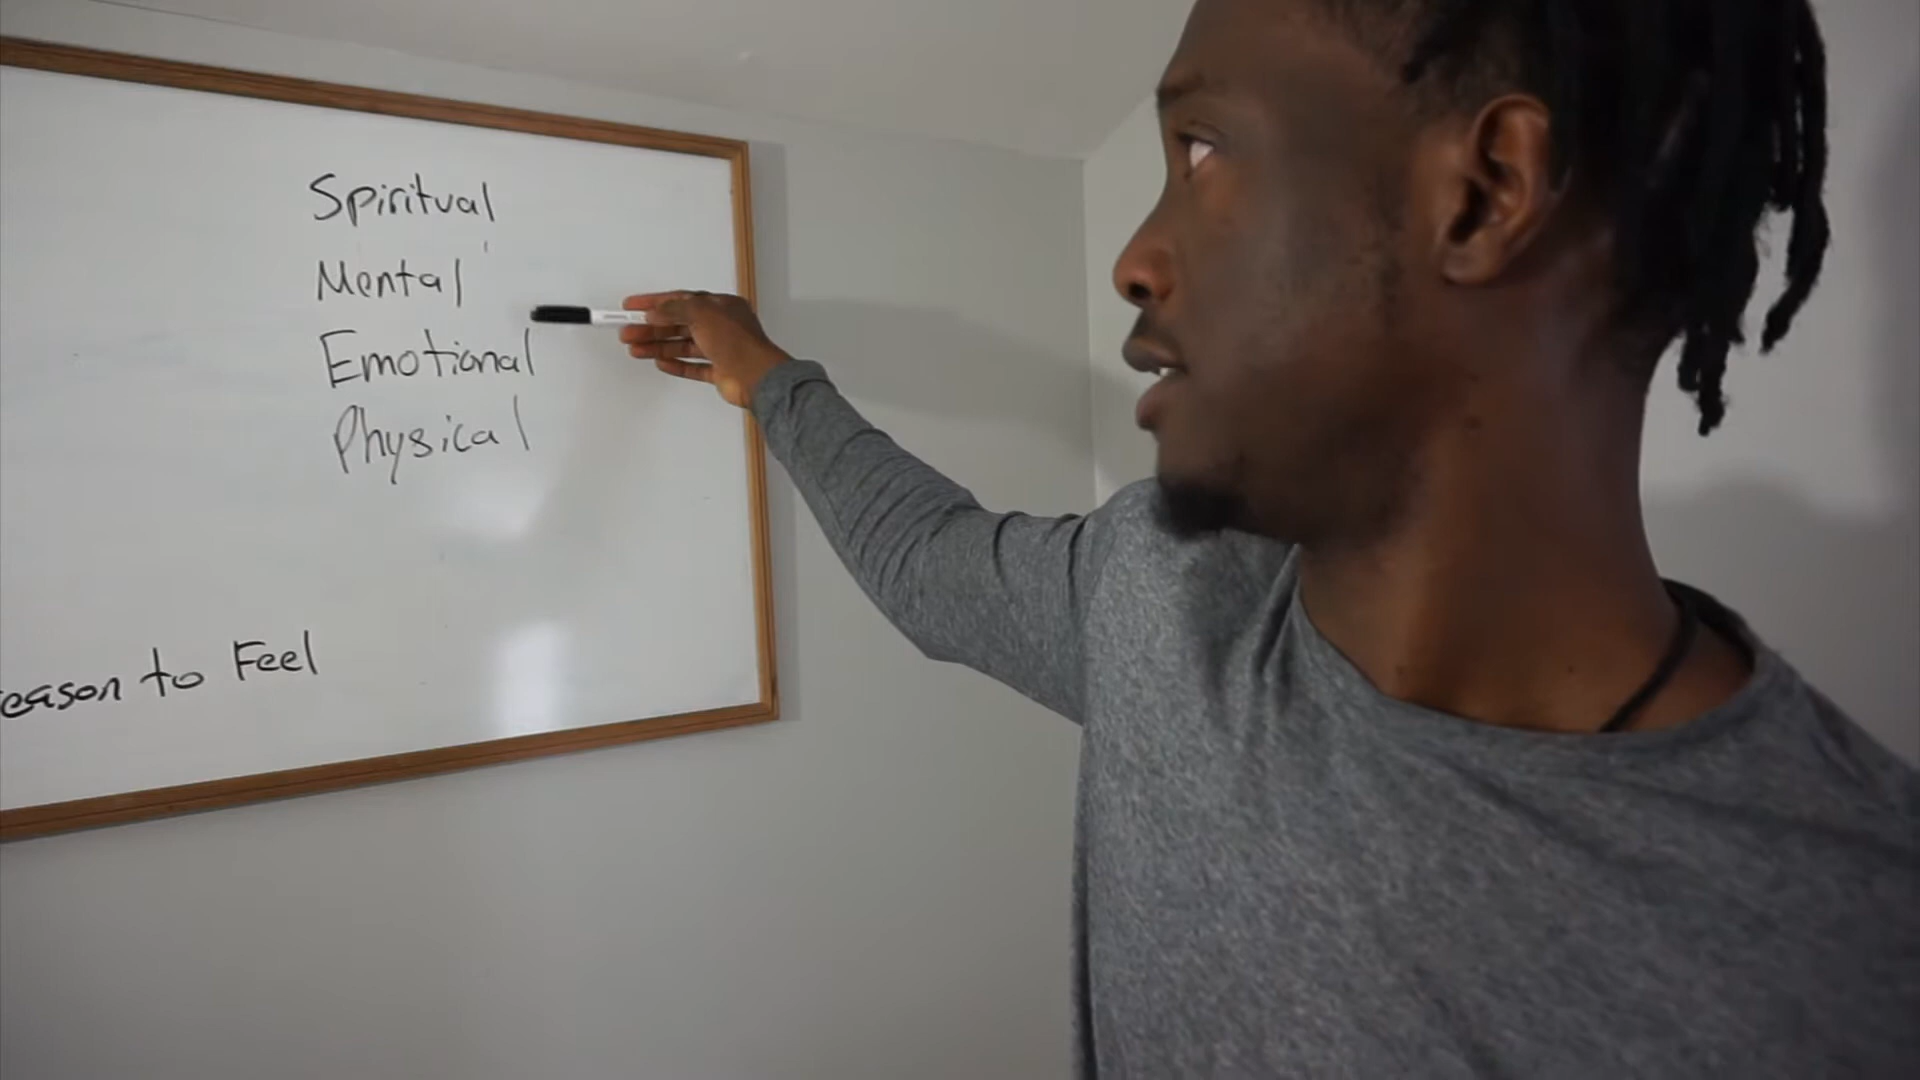 Spiritual
Mental
Emotional
Physical
eason to Feel